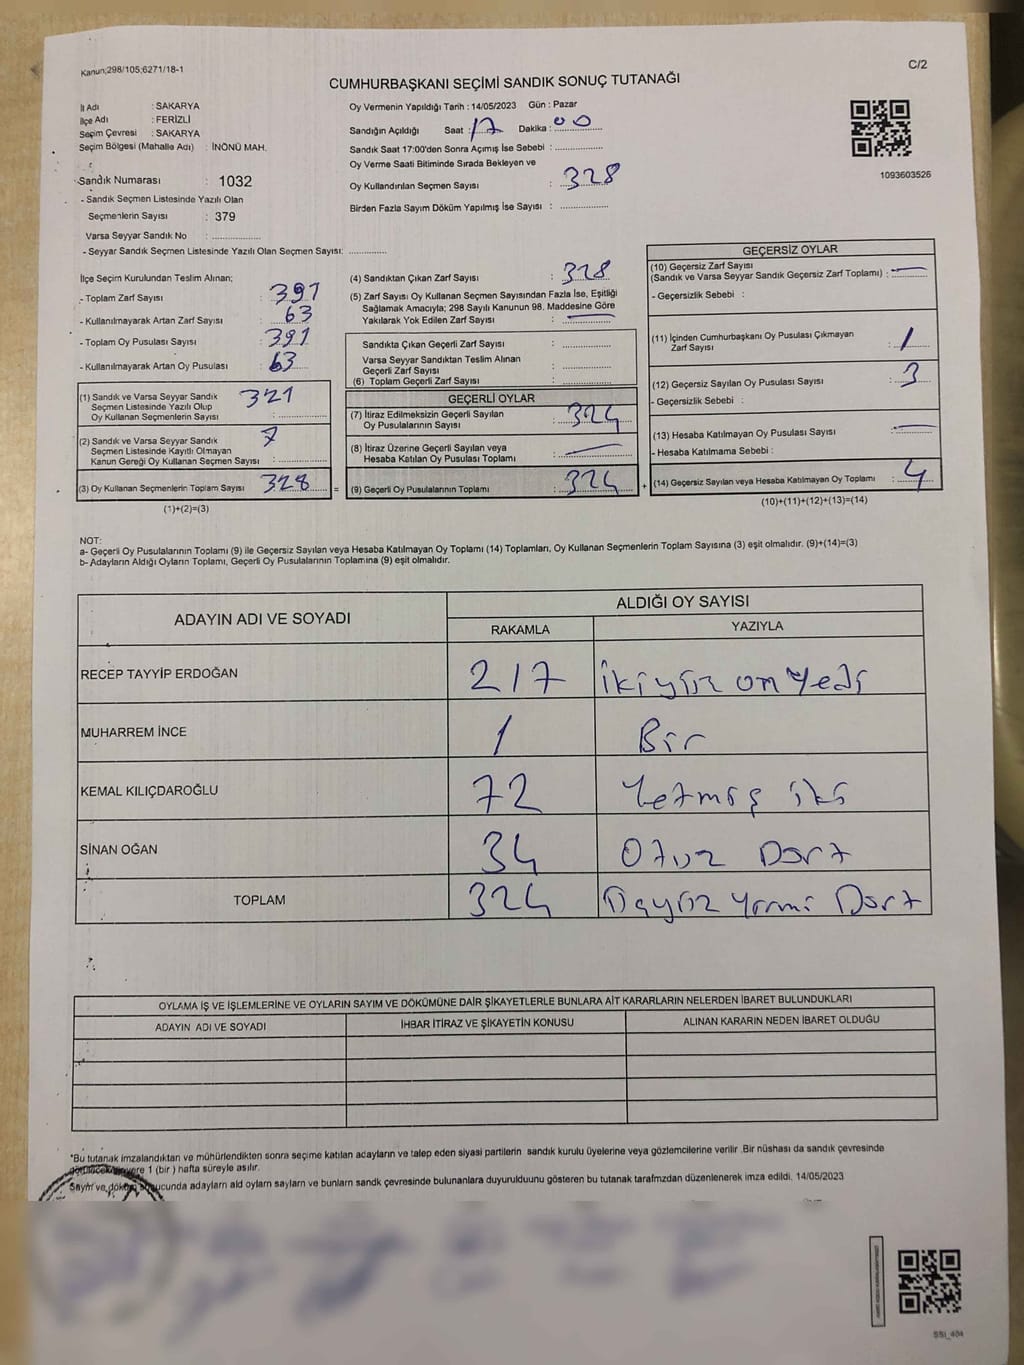 Kanun;298/105;6271/18-1
C/2
CUMHURBAŞKANI SEÇİMİ SANDIK SONUÇ TUTANAĞI
İl Adı : SAKARYA
İlçe Adı : FERİZLİ
Seçim Çevresi : SAKARYA
Seçim Bölgesi (Mahalle Adı) : İNÖNÜ MAH.
Sandık Numarası : 1032
- Sandık Seçmen Listesinde Yazılı Olan
Seçmenlerin Sayısı : 379
Varsa Seyyar Sandık No : ................
- Seyyar Sandık Seçmen Listesinde Yazılı Olan Seçmen Sayısı: ............
Oy Vermenin Yapıldığı Tarih : 14/05/2023 Gün : Pazar
Sandığın Açıldığı Saat : 17 Dakika : 00
Sandık Saat 17:00'den Sonra Açımış İse Sebebi : ................
Oy Verme Saati Bitiminde Sırada Bekleyen ve
Oy Kullandırılan Seçmen Sayısı : 328
Birden Fazla Sayım Döküm Yapılmış İse Sayısı : ................
1093603526
İlçe Seçim Kurulundan Teslim Alınan;
- Toplam Zarf Sayısı : 391
- Kullanılmayarak Artan Zarf Sayısı : 63
- Toplam Oy Pusulası Sayısı : 391
- Kullanılmayarak Artan Oy Pusulası : 63
(1) Sandık ve Varsa Seyyar Sandık 321
Seçmen Listesinde Yazılı Olup
Oy Kullanan Seçmenlerin Sayısı :
(2) Sandık ve Varsa Seyyar Sandık 7
Seçmen Listesinde Kayıtlı Olmayan
Kanun Gereği Oy Kullanan Seçmen Sayısı :
(3) Oy Kullanan Seçmenlerin Toplam Sayısı 328 =
(1)+(2)=(3)
(4) Sandıktan Çıkan Zarf Sayısı : 328
(5) Zarf Sayısı Oy Kullanan Seçmen Sayısından Fazla İse, Eşitliği
Sağlamak Amacıyla; 298 Sayılı Kanunun 98. Maddesine Göre
Yakılarak Yok Edilen Zarf Sayısı : —
Sandıkta Çıkan Geçerli Zarf Sayısı : ................
Varsa Seyyar Sandıktan Teslim Alınan
Geçerli Zarf Sayısı : ................
(6) Toplam Geçerli Zarf Sayısı : ................
GEÇERLİ OYLAR
(7) İtiraz Edilmeksizin Geçerli Sayılan 324
Oy Pusulalarının Sayısı :
(8) İtiraz Üzerine Geçerli Sayılan veya
Hesaba Katılan Oy Pusulası Toplamı : —
(9) Geçerli Oy Pusulalarının Toplamı : 324 +
GEÇERSİZ OYLAR
(10) Geçersiz Zarf Sayısı
(Sandık ve Varsa Seyyar Sandık Geçersiz Zarf Toplamı) : —
- Geçersizlik Sebebi :
(11) İçinden Cumhurbaşkanı Oy Pusulası Çıkmayan
Zarf Sayısı : 1
(12) Geçersiz Sayılan Oy Pusulası Sayısı : 3
- Geçersizlik Sebebi :
(13) Hesaba Katılmayan Oy Pusulası Sayısı : —
- Hesaba Katılmama Sebebi :
(14) Geçersiz Sayılan veya Hesaba Katılmayan Oy Toplamı : 4
(10)+(11)+(12)+(13)=(14)
NOT:
a- Geçerli Oy Pusulalarının Toplamı (9) ile Geçersiz Sayılan veya Hesaba Katılmayan Oy Toplamı (14) Toplamları, Oy Kullanan Seçmenlerin Toplam Sayısına (3) eşit olmalıdır. (9)+(14)=(3)
b- Adayların Aldığı Oyların Toplamı, Geçerli Oy Pusulalarının Toplamına (9) eşit olmalıdır.
ADAYIN ADI VE SOYADI ALDIĞI OY SAYISI
RAKAMLA YAZIYLA
RECEP TAYYİP ERDOĞAN 217 ikiyüz on yedi
MUHARREM İNCE 1 Bir
KEMAL KILIÇDAROĞLU 72 Yetmiş iki
SİNAN OĞAN 34 Otuz Dört
TOPLAM 324 yirmi Dört
OYLAMA İŞ VE İŞLEMLERİNE VE OYLARIN SAYIM VE DÖKÜMÜNE DAİR ŞİKAYETLERLE BUNLARA AİT KARARLARIN NELERDEN İBARET BULUNDUKLARI
ADAYIN ADI VE SOYADI İHBAR İTİRAZ VE ŞİKAYETİN KONUSU ALINAN KARARIN NEDEN İBARET OLDUĞU
*Bu tutanak imzalandıktan ve mühürlendikten sonra seçime katılan adayların ve talep eden siyasi partilerin sandık kurulu üyelerine veya gözlemcilerine verilir .Bir nüshası da sandık çevresinde
yere 1 (bir ) hafta süreyle asılır.
Sayım ve döküm sonucunda adayların ald oyların sayların ve bunların sandk çevresinde bulunanlara duyurulduunu gösteren bu tutanak tarafımzdan düzenlenerek imza edildi. 14/05/2023
SSI_404